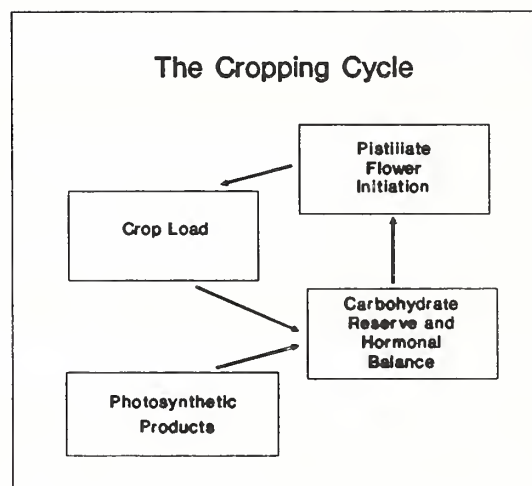 The Cropping Cycle
Pistillate
Flower
Initiation
Crop Load
Carbohydrate
Reserve and
Hormonal
Balance
Photosynthetic
Products